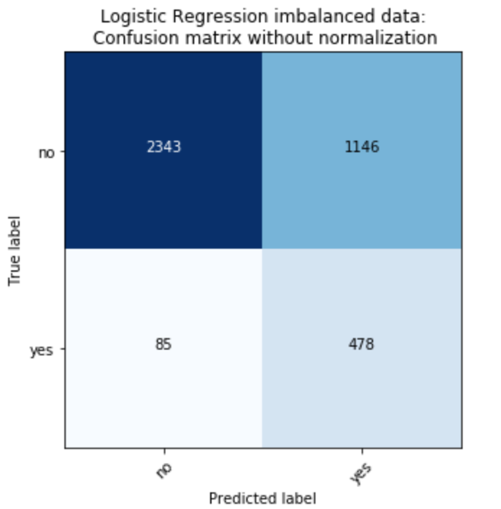 Logistic Regression imbalanced data:
Confusion matrix without normalization
no
2343
1146
True label
yes
85
478
no
yes
Predicted label